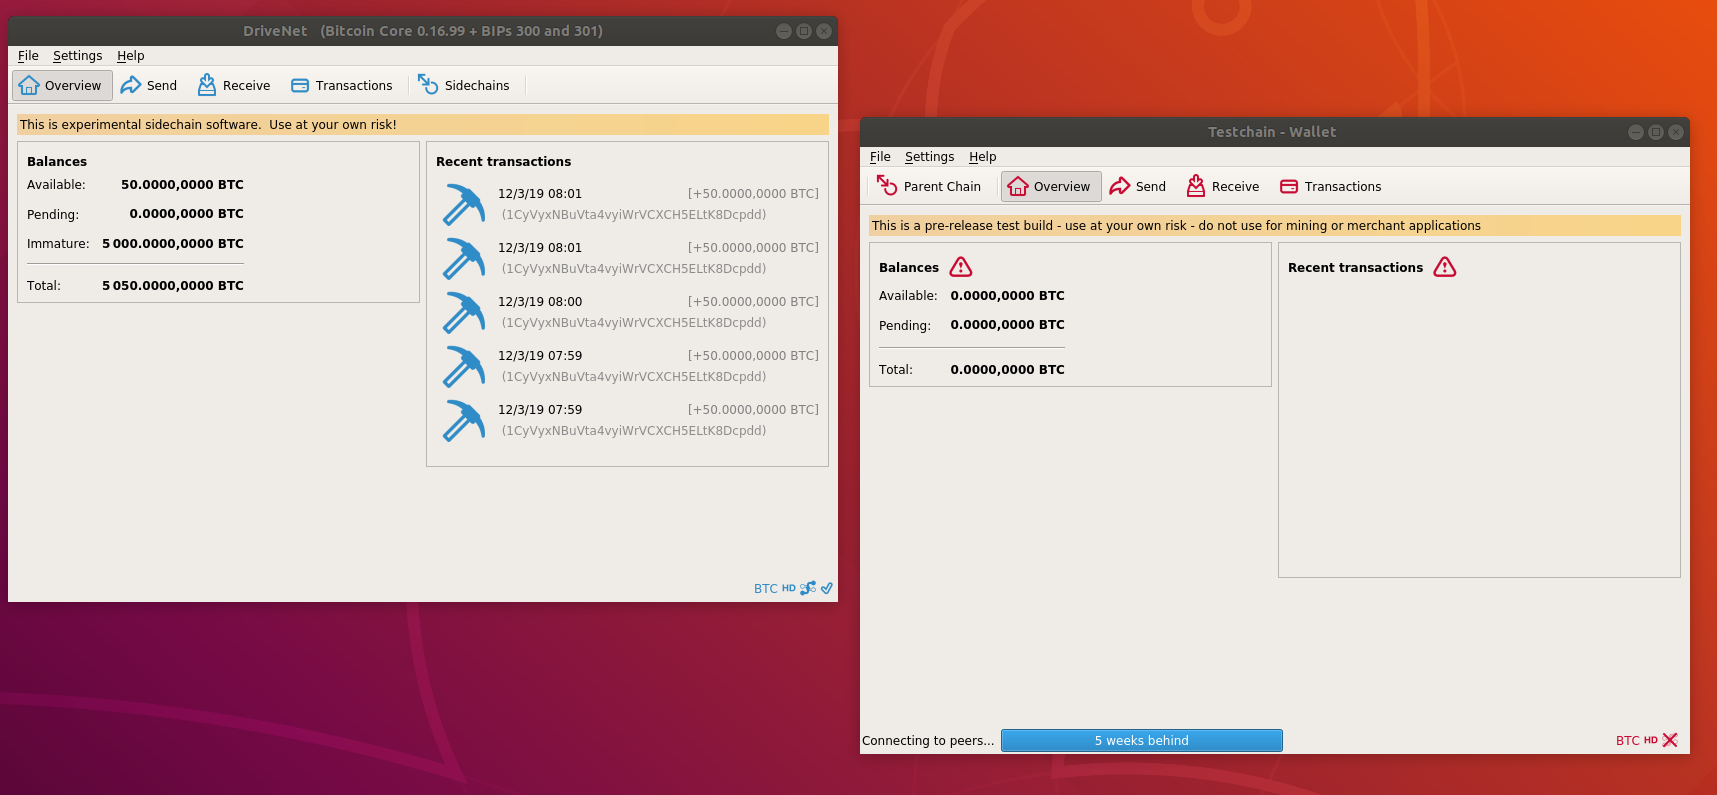 DriveNet (Bitcoin Core 0.16.99 + BIPs 300 and 301)
File Settings Help
Overview Send Receive Transactions Sidechains
This is experimental sidechain software. Use at your own risk!
Balances
Available: 50.0000,0000 BTC
Pending: 0.0000,0000 BTC
Immature: 5 000.0000,0000 BTC
Total: 5 050.0000,0000 BTC
Recent transactions
12/3/19 08:01 [+50.0000,0000 BTC]
(1CyVyxNBuVta4vyiWrVCXCH5ELtK8Dcpdd)
12/3/19 08:01 [+50.0000,0000 BTC]
(1CyVyxNBuVta4vyiWrVCXCH5ELtK8Dcpdd)
12/3/19 08:00 [+50.0000,0000 BTC]
(1CyVyxNBuVta4vyiWrVCXCH5ELtK8Dcpdd)
12/3/19 07:59 [+50.0000,0000 BTC]
(1CyVyxNBuVta4vyiWrVCXCH5ELtK8Dcpdd)
12/3/19 07:59 [+50.0000,0000 BTC]
(1CyVyxNBuVta4vyiWrVCXCH5ELtK8Dcpdd)
BTC HD
Testchain - Wallet
File Settings Help
Parent Chain Overview Send Receive Transactions
This is a pre-release test build - use at your own risk - do not use for mining or merchant applications
Balances
Available: 0.0000,0000 BTC
Pending: 0.0000,0000 BTC
Total: 0.0000,0000 BTC
Recent transactions
Connecting to peers... 5 weeks behind BTC HD